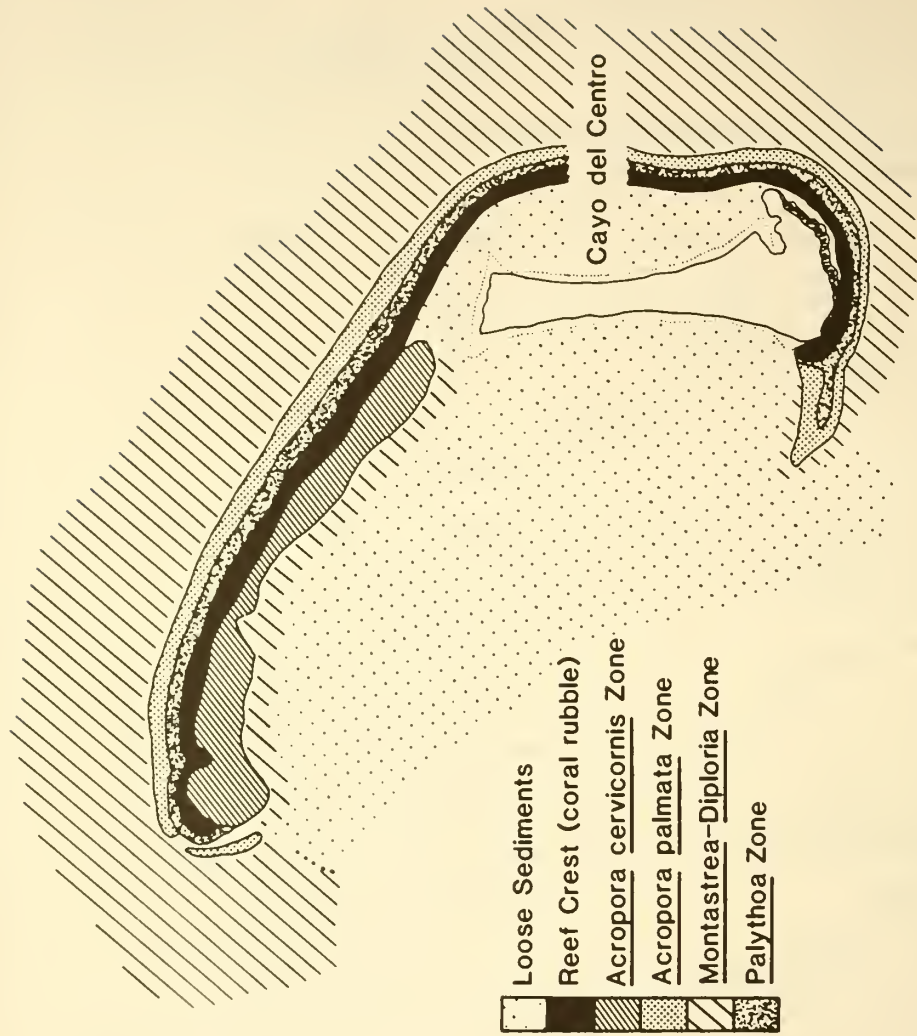 Cayo del Centro
Loose Sediments
Reef Crest (coral rubble)
Acropora cervicornis Zone
Acropora palmata Zone
Montastrea-Diploria Zone
Palythoa Zone